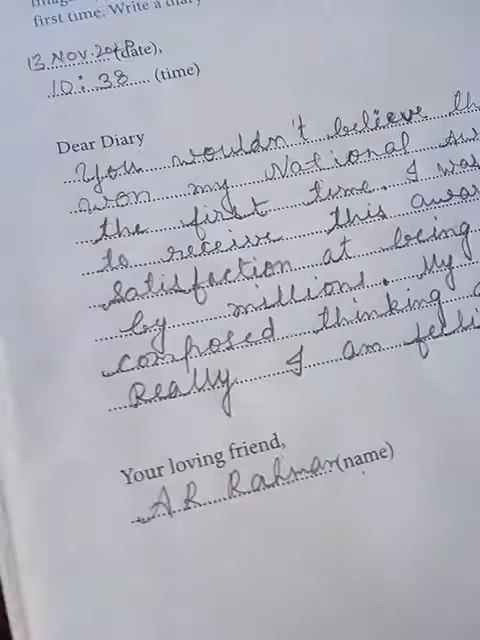 first time. Write a diary
13 Nov. 2018 (date),
10:38 (time)
Dear Diary
You wouldn't believe th
won my National Aw
the first time. I was
to receive this awar
satisfaction at being
by millions. My
composed thinking
Really I am felli
Your loving friend,
A R Rahman (name)